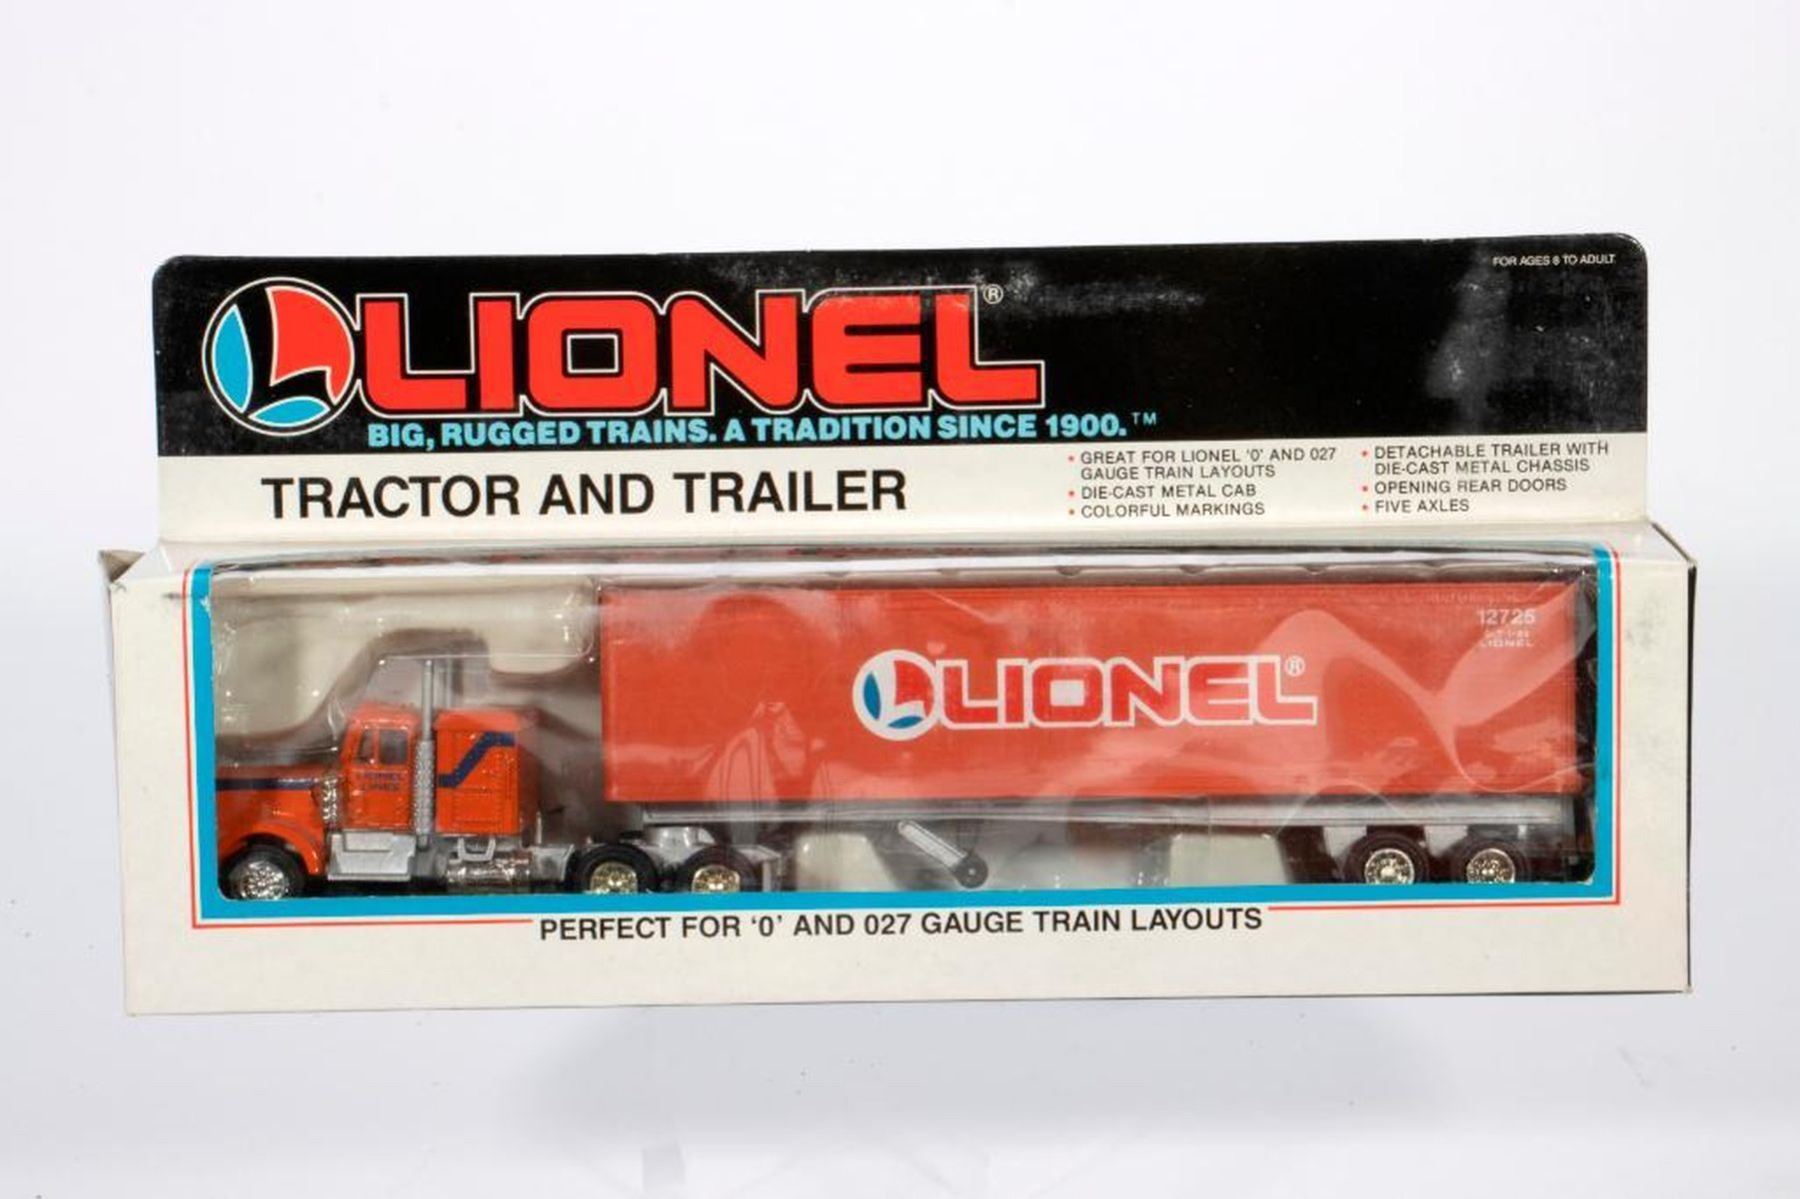 FOR AGES 8 TO ADULT
LIONEL®
BIG, RUGGED TRAINS. A TRADITION SINCE 1900.™
TRACTOR AND TRAILER
• GREAT FOR LIONEL '0' AND 027
GAUGE TRAIN LAYOUTS
• DIE-CAST METAL CAB
• COLORFUL MARKINGS
• DETACHABLE TRAILER WITH
DIE-CAST METAL CHASSIS
• OPENING REAR DOORS
• FIVE AXLES
12725
LIONEL
LIONEL®
LIONEL
LINES
PERFECT FOR '0' AND 027 GAUGE TRAIN LAYOUTS